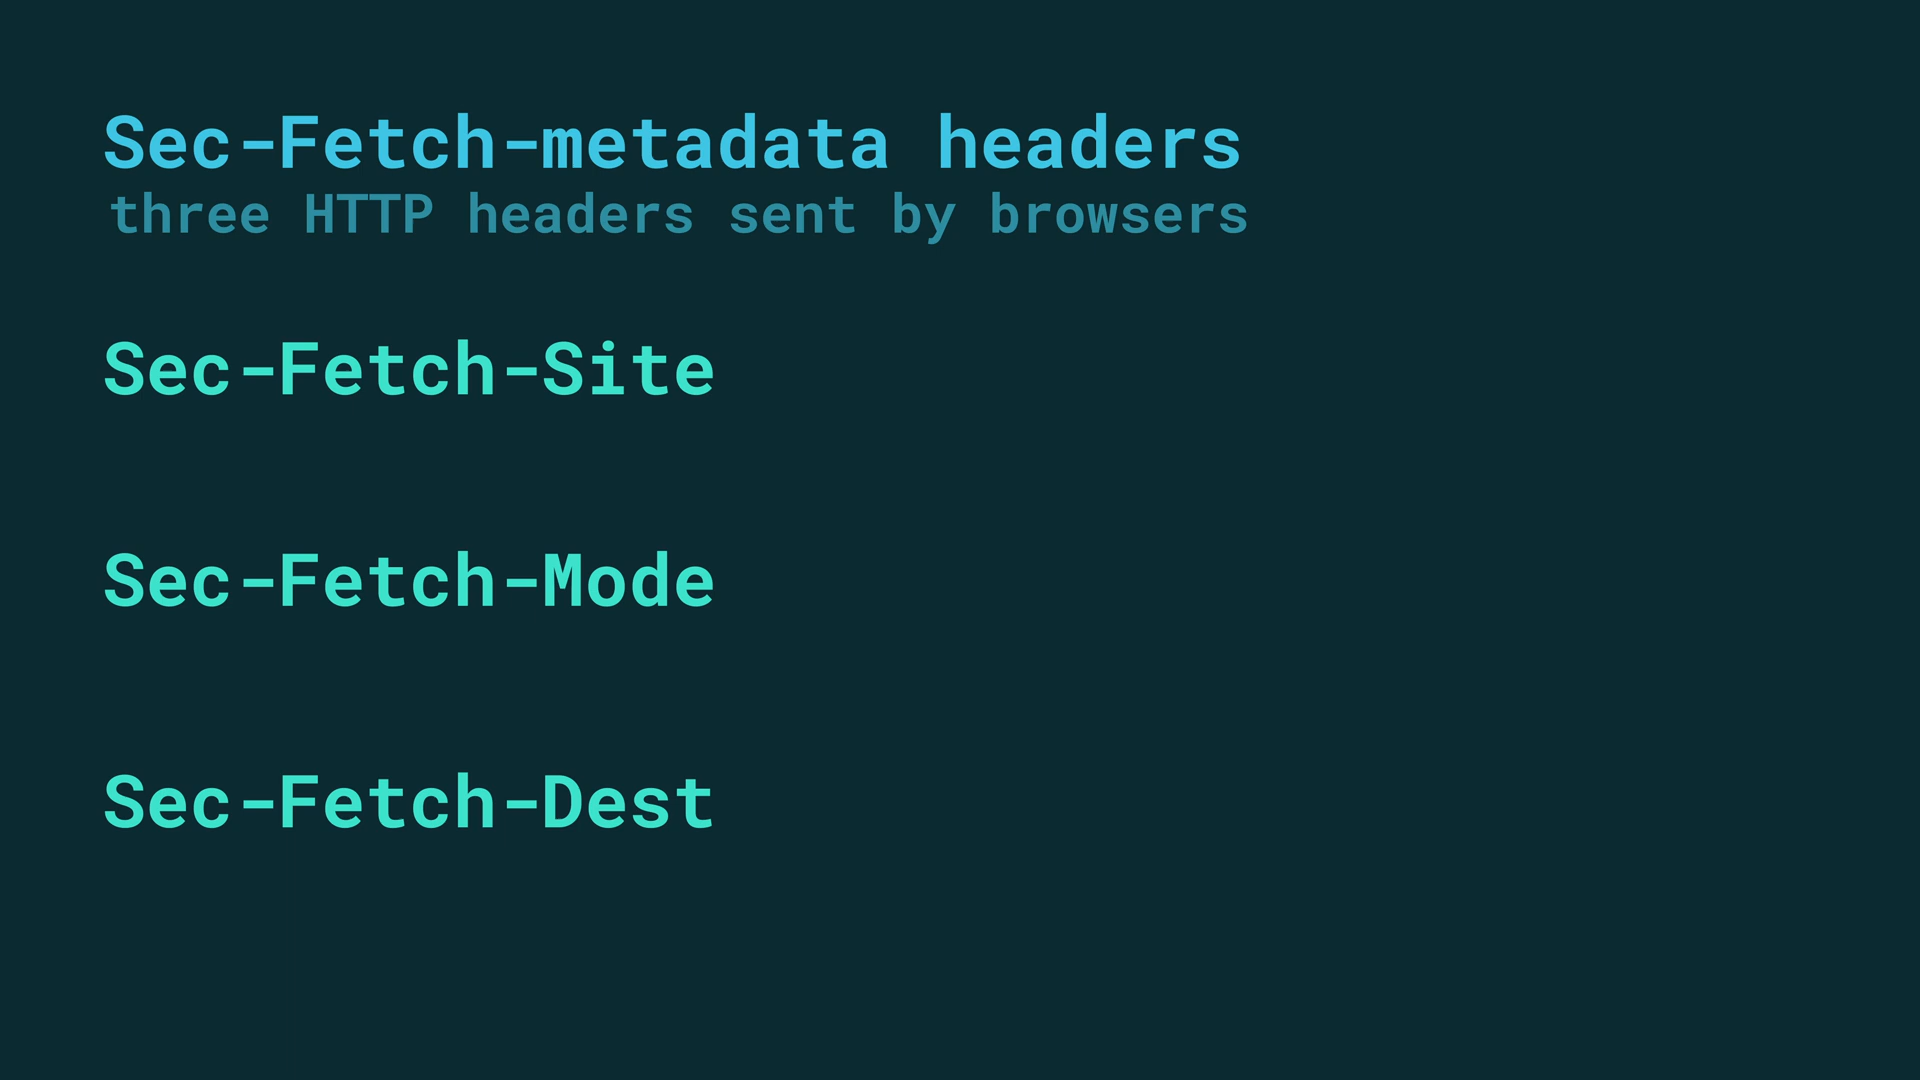 Sec-Fetch-metadata headers
three HTTP headers sent by browsers
Sec-Fetch-Site
Sec-Fetch-Mode
Sec-Fetch-Dest